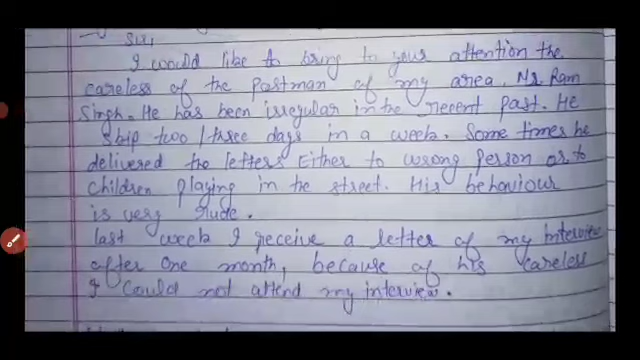 Sir,
I would like to bring to your attention the
careless of the postman of my area, Mr Ram
Singh. He has been irregular in the recent past. He
skip two/three days in a week. Some times he
delivered the letters Either to wrong person or to
children playing in the street. His behaviour
is very rude.
last week I receive a letter of my interview
after one month, because of his careless
I could not attend my interview.